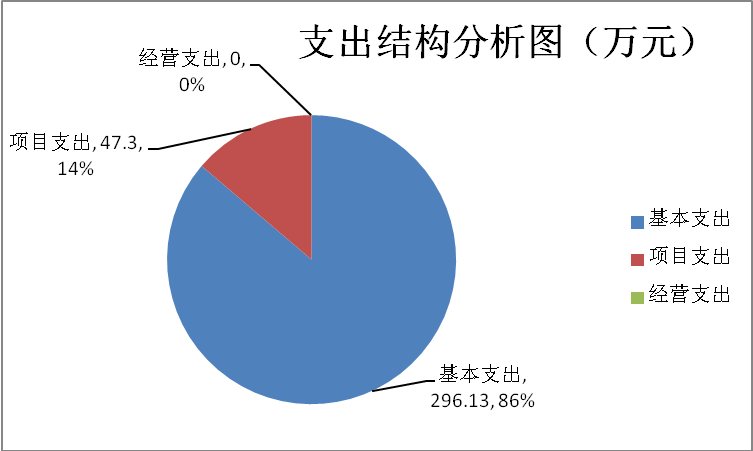 支出结构分析图（万元）
经营支出, 0,
0%
项目支出, 47.3,
14%
基本支出
项目支出
经营支出
基本支出,
296.13, 86%